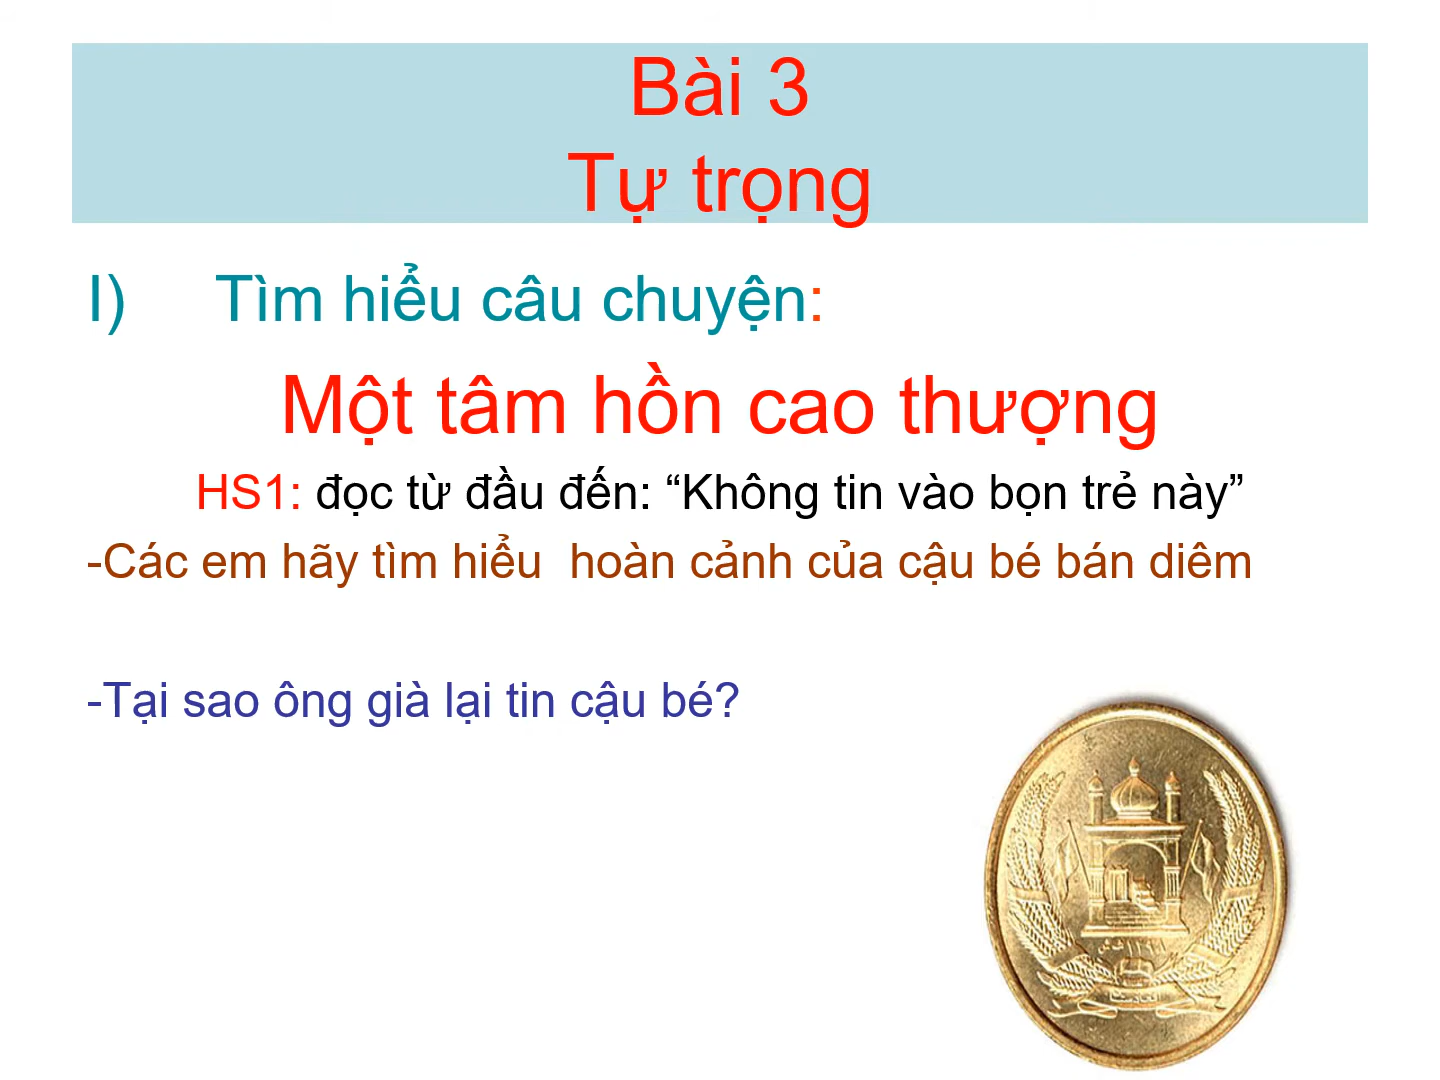 Bài 3
Tự trọng
I) Tìm hiểu câu chuyện:
Một tâm hồn cao thượng
HS1: đọc từ đầu đến: “Không tin vào bọn trẻ này”
-Các em hãy tìm hiểu  hoàn cảnh của cậu bé bán diêm
-Tại sao ông già lại tin cậu bé?